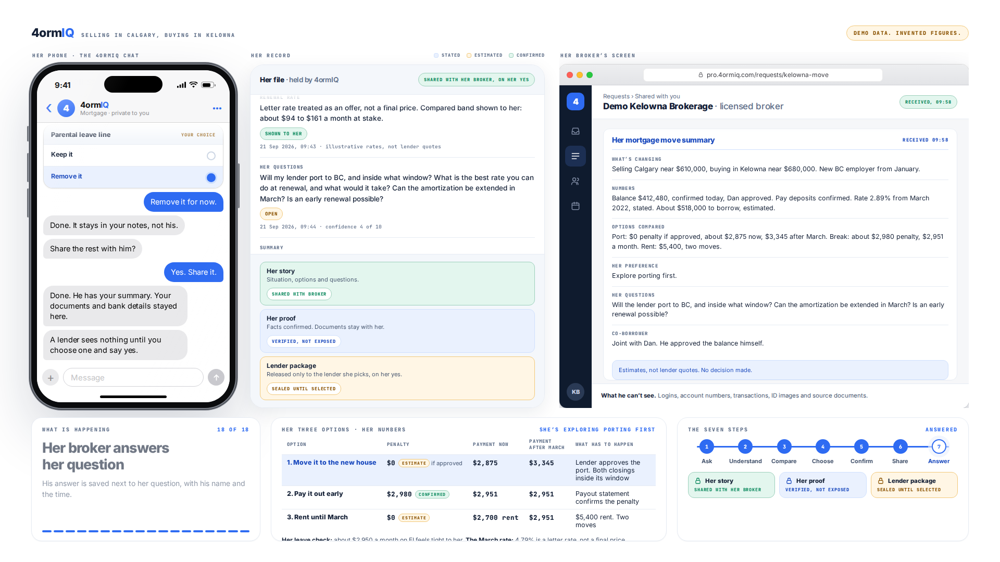 4ormIQ SELLING IN CALGARY, BUYING IN KELOWNA
DEMO DATA. INVENTED FIGURES.
HER PHONE · THE 4ORMIQ CHAT
9:41
4
4ormIQ
Mortgage · private to you
Parental leave line YOUR CHOICE
Keep it
Remove it
Remove it for now.
Done. It stays in your notes, not his.
Share the rest with him?
Yes. Share it.
Done. He has your summary. Your
documents and bank details stayed
here.
A lender sees nothing until you
choose one and say yes.
Message
HER RECORD
STATED ESTIMATED CONFIRMED
Her file · held by 4ormIQ
SHARED WITH HER BROKER, ON HER YES
RENEWAL RATE
Letter rate treated as an offer, not a final price. Compared band shown to her:
about $94 to $161 a month at stake.
SHOWN TO HER
21 Sep 2026, 09:43 · illustrative rates, not lender quotes
HER QUESTIONS
Will my lender port to BC, and inside what window? What is the best rate you can
do at renewal, and what would it take? Can the amortization be extended in
March? Is an early renewal possible?
OPEN
21 Sep 2026, 09:44 · confidence 4 of 10
SUMMARY
Her story
Situation, options and questions.
SHARED WITH BROKER
Her proof
Facts confirmed. Documents stay with her.
VERIFIED, NOT EXPOSED
Lender package
Released only to the lender she picks, on her yes.
SEALED UNTIL SELECTED
HER BROKER'S SCREEN
pro.4ormiq.com/requests/kelowna-move
4
KB
Requests › Shared with you
Demo Kelowna Brokerage · licensed broker
RECEIVED, 09:58
Her mortgage move summary RECEIVED 09:58
WHAT'S CHANGING
Selling Calgary near $610,000, buying in Kelowna near $680,000. New BC employer from January.
NUMBERS
Balance $412,480, confirmed today, Dan approved. Pay deposits confirmed. Rate 2.89% from March
2022, stated. About $518,000 to borrow, estimated.
OPTIONS COMPARED
Port: $0 penalty if approved, about $2,875 now, $3,345 after March. Break: about $2,980 penalty, $2,951
a month. Rent: $5,400, two moves.
HER PREFERENCE
Explore porting first.
HER QUESTIONS
Will the lender port to BC, and inside what window? Can the amortization be extended in March? Is an early
renewal possible?
CO-BORROWER
Joint with Dan. He approved the balance himself.
Estimates, not lender quotes. No decision made.
What he can't see. Logins, account numbers, transactions, ID images and source documents.
WHAT IS HAPPENING 18 OF 18
Her broker answers
her question
His answer is saved next to her question, with his name and
the time.
HER THREE OPTIONS · HER NUMBERS SHE'S EXPLORING PORTING FIRST
OPTION PENALTY PAYMENT NOW PAYMENT AFTER MARCH WHAT HAS TO HAPPEN
1. Move it to the new house $0 ESTIMATE if approved $2,875 $3,345 Lender approves the
port. Both closings
inside its window
2. Pay it out early $2,980 CONFIRMED $2,951 $2,951 Payout statement
confirms the penalty
3. Rent until March $0 ESTIMATE $2,700 rent $2,951 $5,400 rent. Two
moves
Her leave check: about $2,950 a month on EI feels tight to her. The March rate: 4.79% is a letter rate, not a final price.
THE SEVEN STEPS ANSWERED
1 2 3 4 5 6 7
Ask Understand Compare Choose Confirm Share Answer
Her story
SHARED WITH HER BROKER
Her proof
VERIFIED, NOT EXPOSED
Lender package
SEALED UNTIL SELECTED